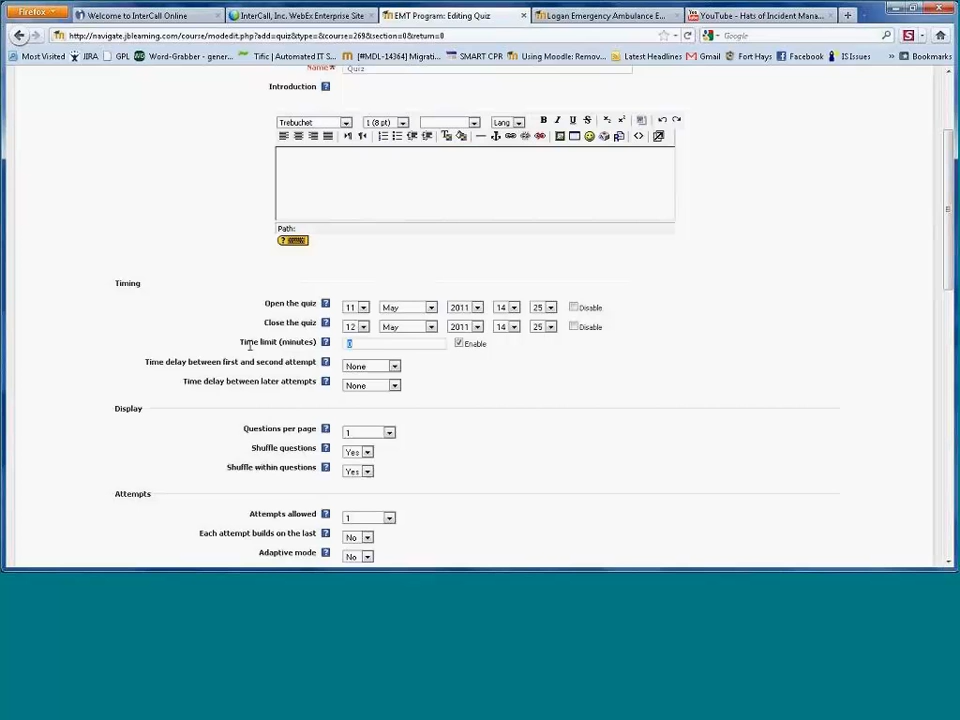 Firefox
Welcome to InterCall Online
InterCall, Inc. WebEx Enterprise Site
EMT Program: Editing Quiz
Logan Emergency Ambulance E...
YouTube - Hats of Incident Mana...
http://navigate.jblearning.com/course/modedit.php?add=quiz&type=&course=269&section=0&return=0
Google
Most Visited JIRA GPL Word-Grabber - gener... Tific | Automated IT S... [#MDL-14364] Migrati... SMART CPR Using Moodle: Remov... Latest Headlines Gmail Fort Hays Facebook IS Issues » Bookmarks
Name Quiz
Introduction
Trebuchet 1 (8 pt) Lang B I U S
Path:
Timing
Open the quiz 11 May 2011 14 25 Disable
Close the quiz 12 May 2011 14 25 Disable
Time limit (minutes) 0 Enable
Time delay between first and second attempt None
Time delay between later attempts None
Display
Questions per page 1
Shuffle questions Yes
Shuffle within questions Yes
Attempts
Attempts allowed 1
Each attempt builds on the last No
Adaptive mode No